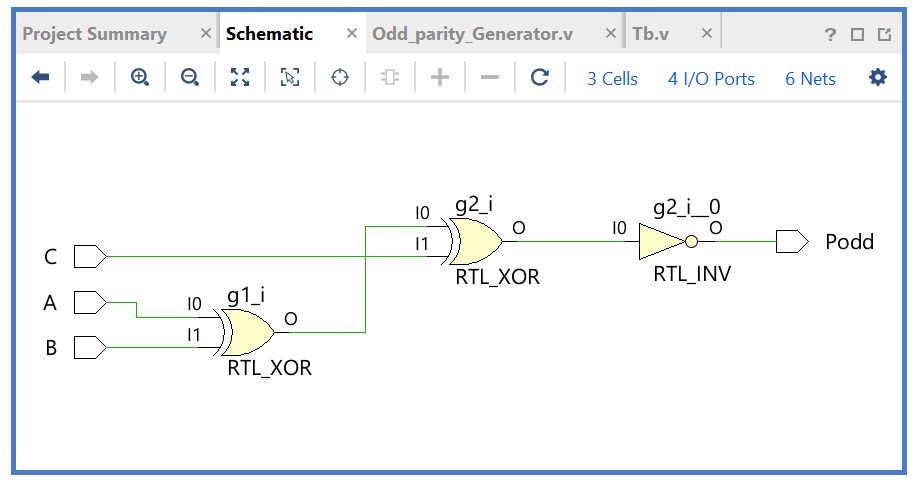 Project Summary × Schematic × Odd_parity_Generator.v × Tb.v × ?
3 Cells 4 I/O Ports 6 Nets
g2_i g2_i__0
I0 O I0 O
C I1 Podd
RTL_XOR RTL_INV
A I0 g1_i
B I1 O
RTL_XOR